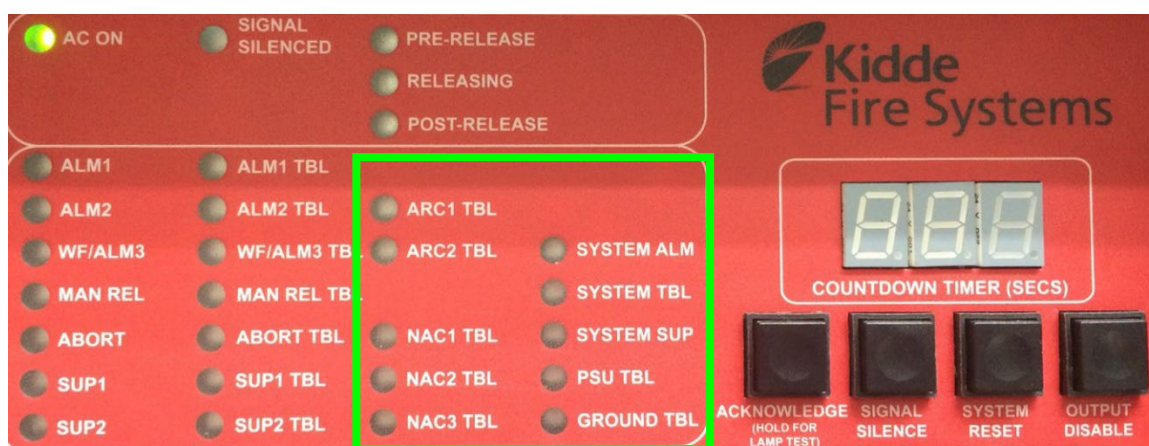 AC ON
SIGNAL
SILENCED
PRE-RELEASE
RELEASING
POST-RELEASE
Kidde
Fire Systems
ALM1
ALM1 TBL
ALM2
ALM2 TBL
ARC1 TBL
WF/ALM3
WF/ALM3 TBL
ARC2 TBL
SYSTEM ALM
MAN REL
MAN REL TBL
SYSTEM TBL
COUNTDOWN TIMER (SECS)
ABORT
ABORT TBL
NAC1 TBL
SYSTEM SUP
SUP1
SUP1 TBL
NAC2 TBL
PSU TBL
SUP2
SUP2 TBL
NAC3 TBL
GROUND TBL
ACKNOWLEDGE
(HOLD FOR
LAMP TEST)
SIGNAL
SILENCE
SYSTEM
RESET
OUTPUT
DISABLE